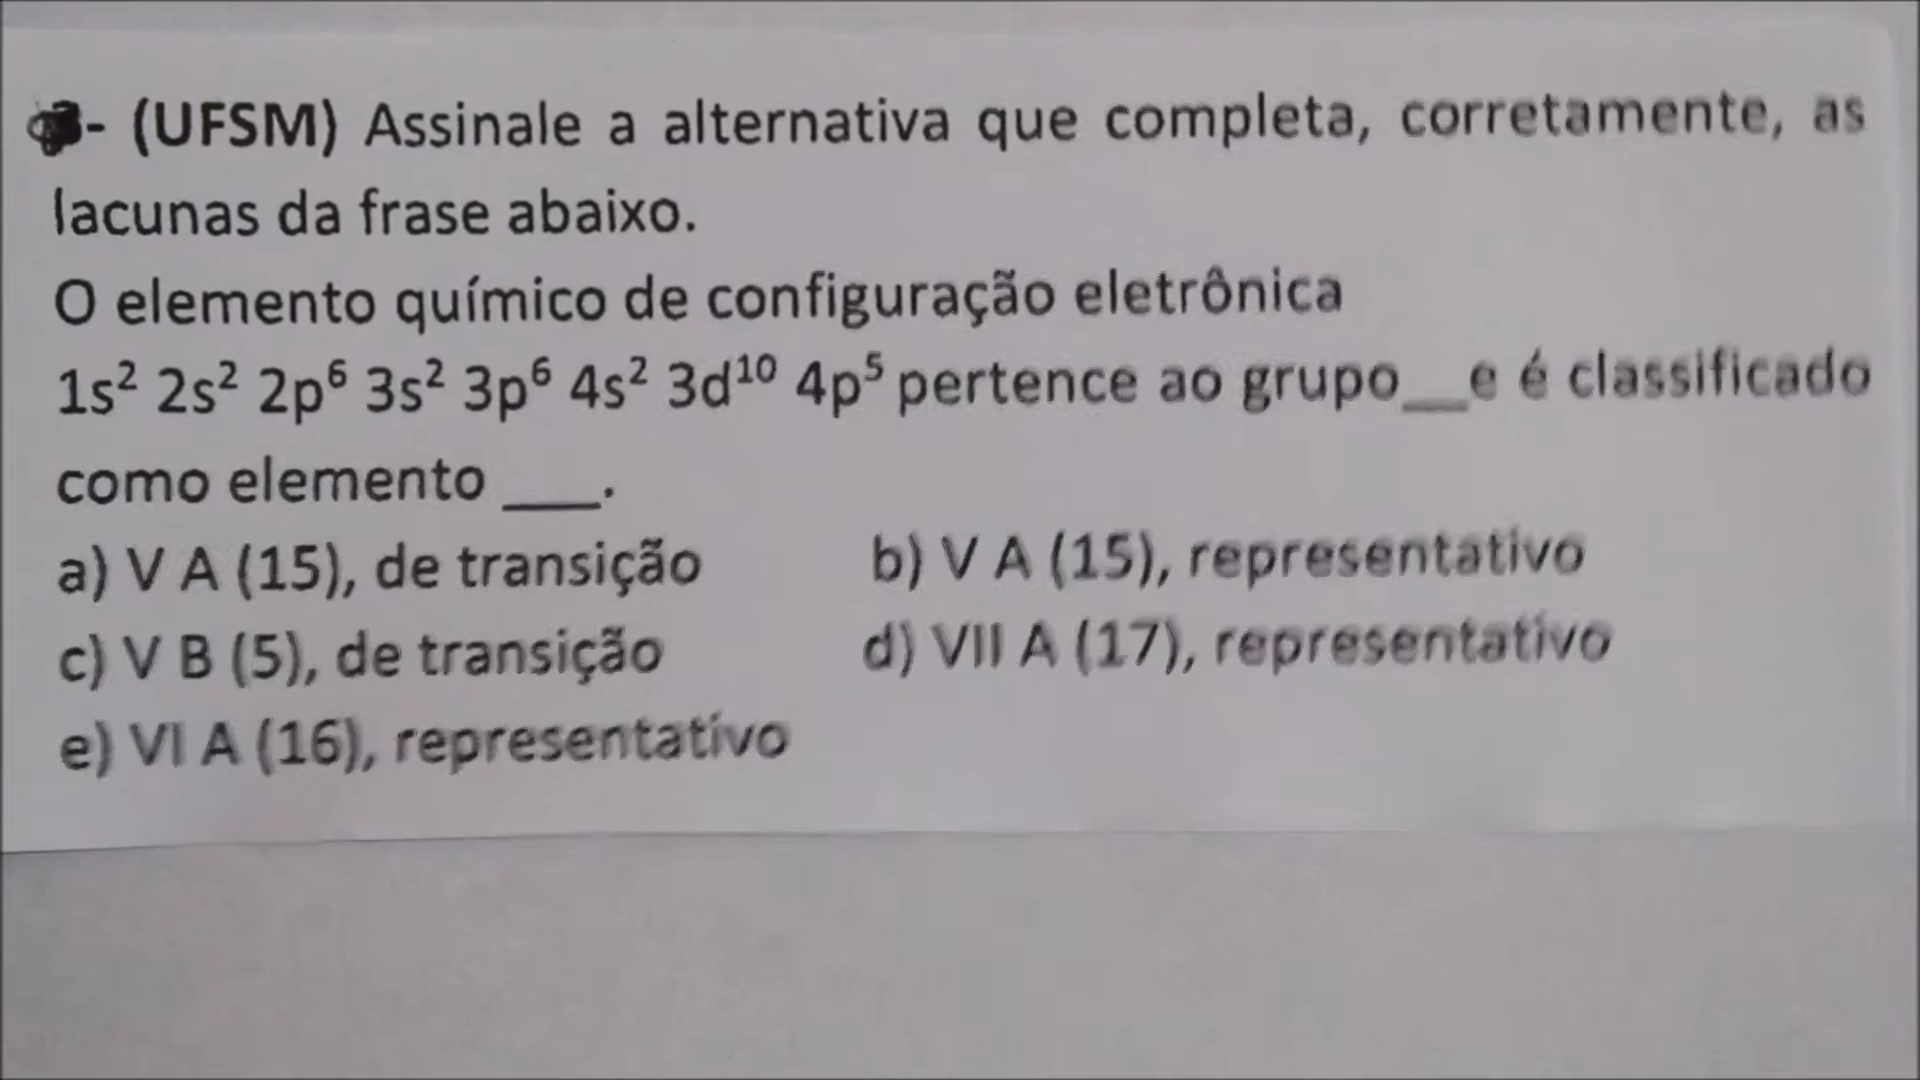 - (UFSM) Assinale a alternativa que completa, corretamente, as
lacunas da frase abaixo.
O elemento químico de configuração eletrônica
1s² 2s² 2p⁶ 3s² 3p⁶ 4s² 3d¹⁰ 4p⁵ pertence ao grupo__e é classificado
como elemento ___.
a) V A (15), de transição b) V A (15), representativo
c) V B (5), de transição d) VII A (17), representativo
e) VI A (16), representativo